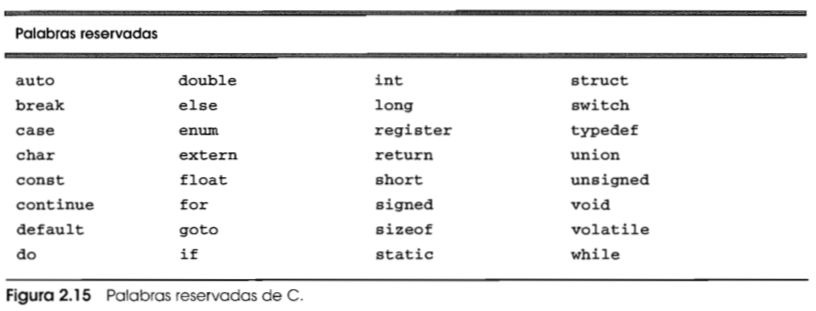 Palabras reservadas
auto double int struct
break else long switch
case enum register typedef
char extern return union
const float short unsigned
continue for signed void
default goto sizeof volatile
do if static while
Figura 2.15 Palabras reservadas de C.